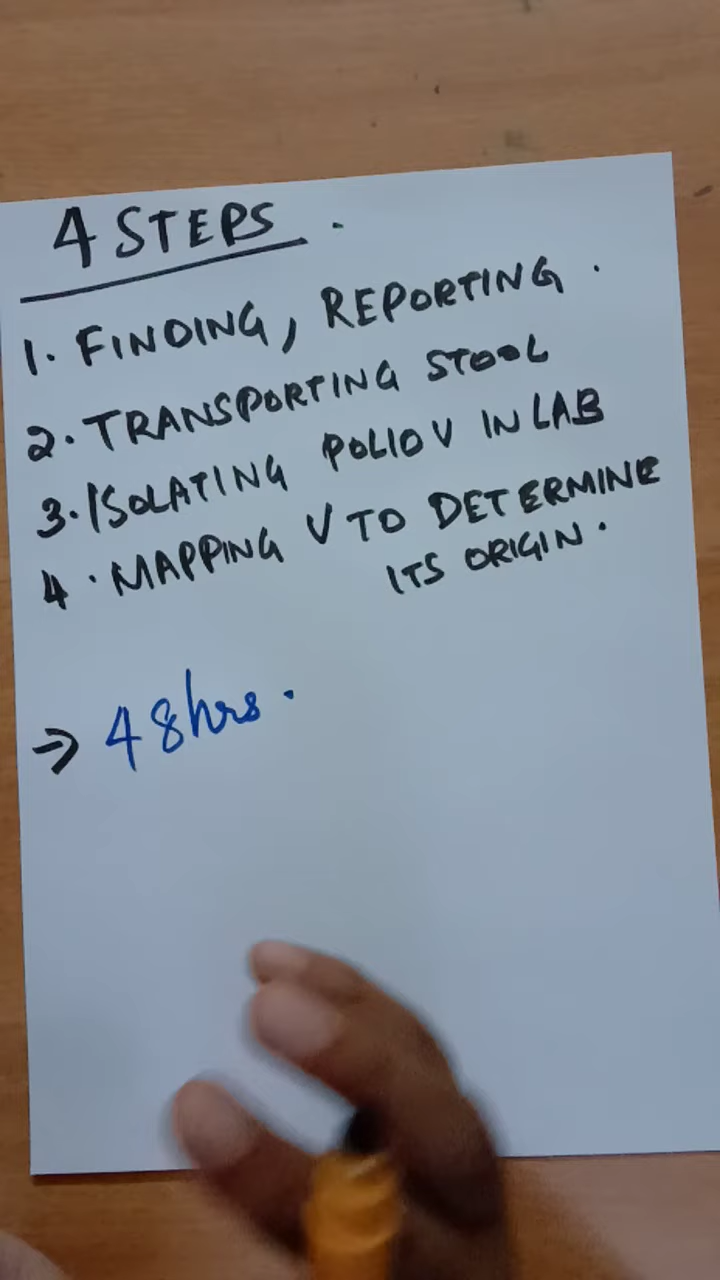 4 STEPS.
1. FINDING, REPORTING.
2. TRANSPORTING STOOL
3. ISOLATING POLIO V IN LAB
4. MAPPING V TO DETERMINE
ITS ORIGIN.
→ 48hrs.